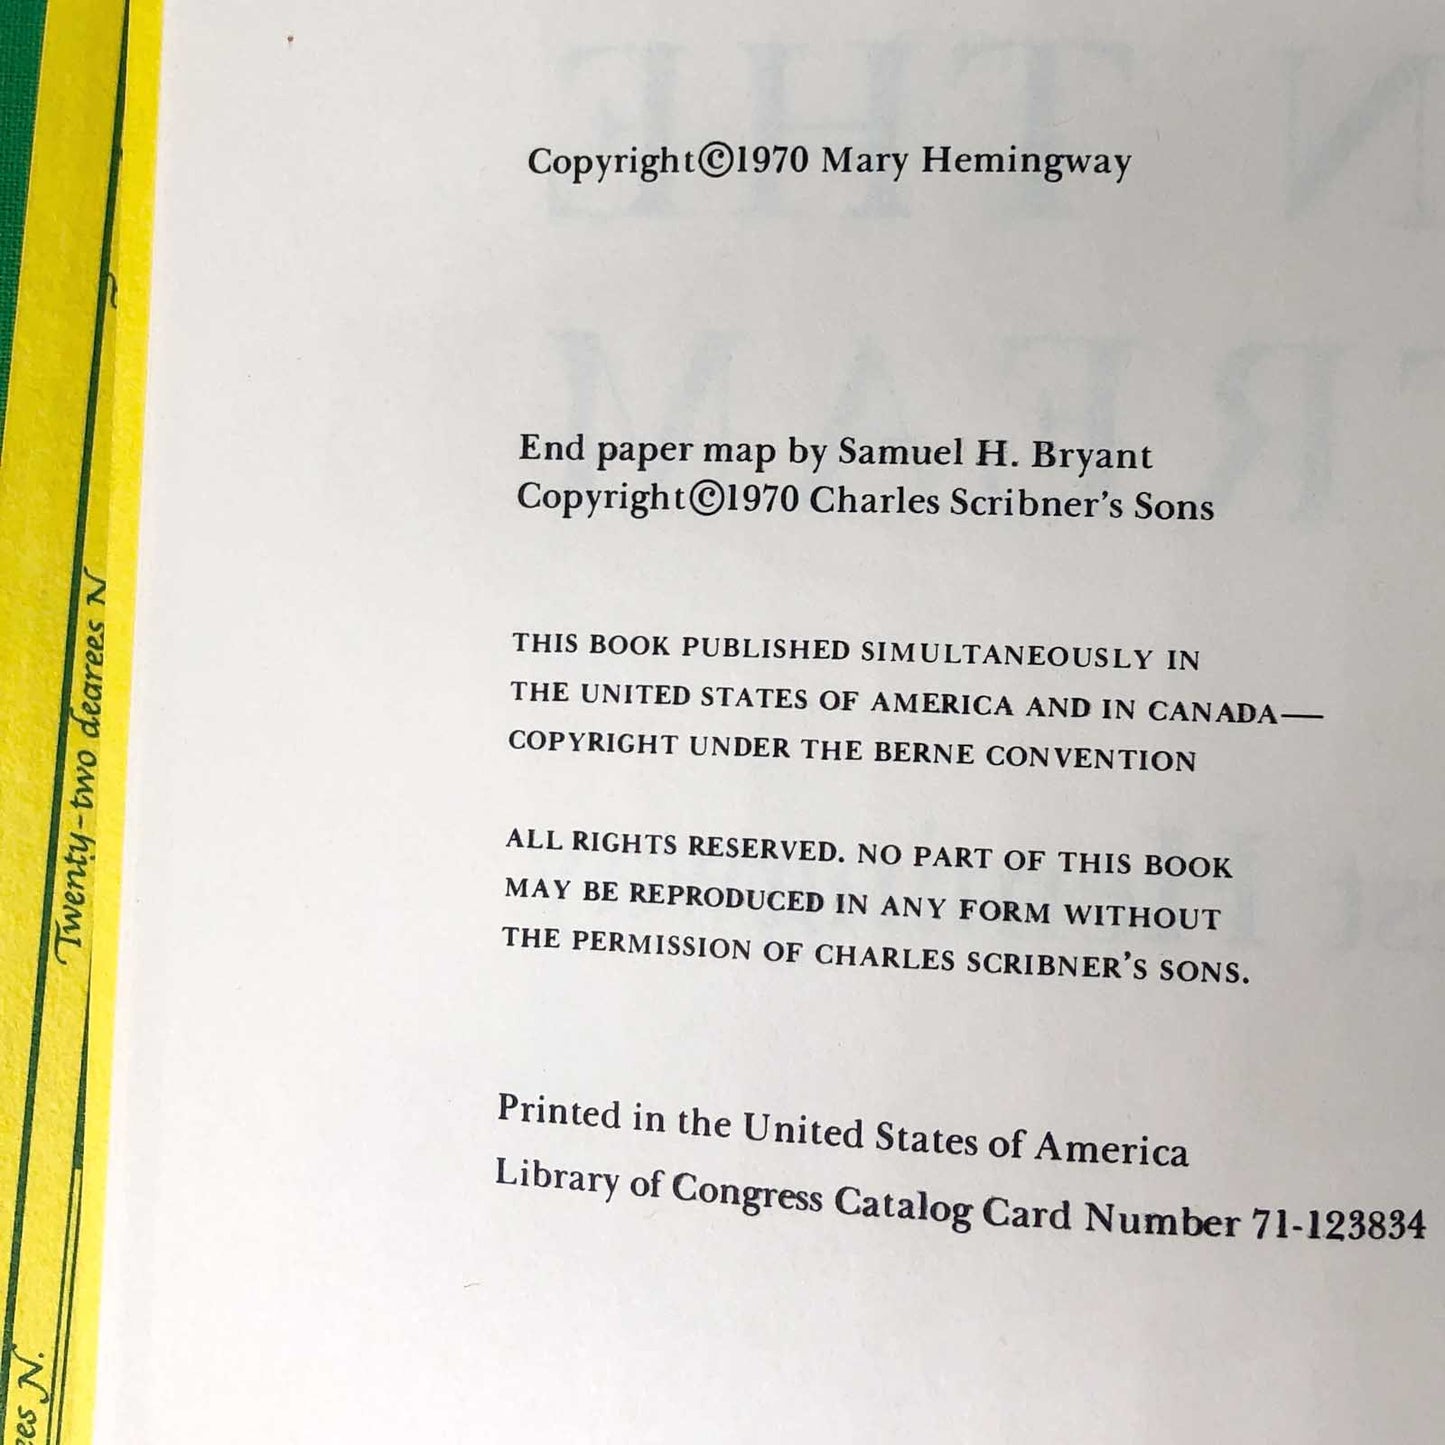 Copyright©1970 Mary Hemingway
End paper map by Samuel H. Bryant
Copyright©1970 Charles Scribner's Sons
THIS BOOK PUBLISHED SIMULTANEOUSLY IN
THE UNITED STATES OF AMERICA AND IN CANADA—
COPYRIGHT UNDER THE BERNE CONVENTION
ALL RIGHTS RESERVED. NO PART OF THIS BOOK
MAY BE REPRODUCED IN ANY FORM WITHOUT
THE PERMISSION OF CHARLES SCRIBNER'S SONS.
Printed in the United States of America
Library of Congress Catalog Card Number 71-123834
Twenty-two degrees N
N.